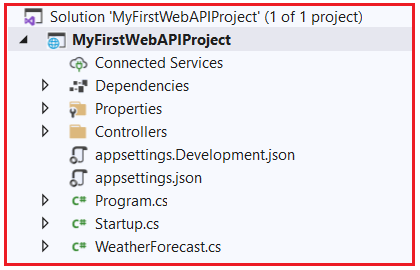 Solution 'MyFirstWebAPIProject' (1 of 1 project)
MyFirstWebAPIProject
Connected Services
Dependencies
Properties
Controllers
appsettings.Development.json
appsettings.json
C# Program.cs
C# Startup.cs
C# WeatherForecast.cs